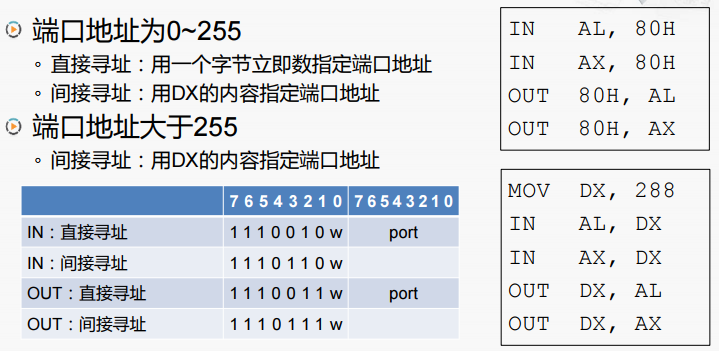 端口地址为0~255
直接寻址：用一个字节立即数指定端口地址
间接寻址：用DX的内容指定端口地址
端口地址大于255
间接寻址：用DX的内容指定端口地址
7 6 5 4 3 2 1 0 7 6 5 4 3 2 1 0
IN：直接寻址 1 1 1 0 0 1 0 w port
IN：间接寻址 1 1 1 0 1 1 0 w
OUT：直接寻址 1 1 1 0 0 1 1 w port
OUT：间接寻址 1 1 1 0 1 1 1 w
IN AL, 80H
IN AX, 80H
OUT 80H, AL
OUT 80H, AX
MOV DX, 288
IN AL, DX
IN AX, DX
OUT DX, AL
OUT DX, AX